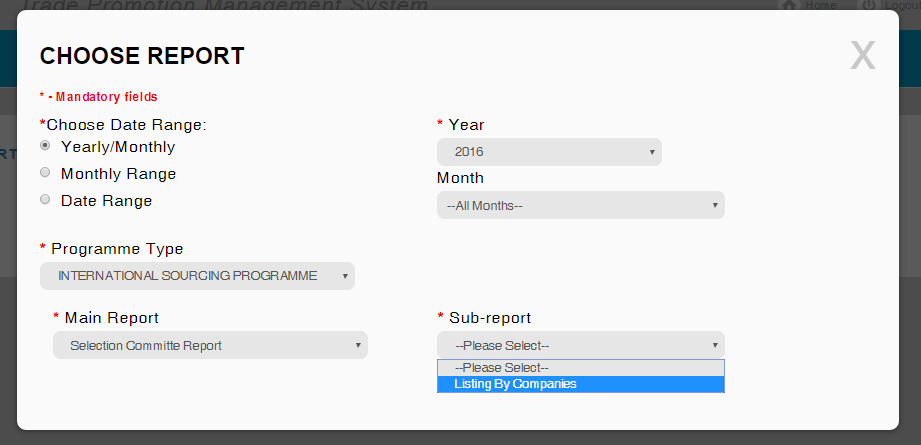 Trade Promotion Management System
Home
Logout
CHOOSE REPORT
X
* - Mandatory fields
*Choose Date Range:
Yearly/Monthly
Monthly Range
Date Range
* Year
2016
Month
--All Months--
RT
* Programme Type
INTERNATIONAL SOURCING PROGRAMME
* Main Report
Selection Committe Report
* Sub-report
--Please Select--
--Please Select--
Listing By Companies